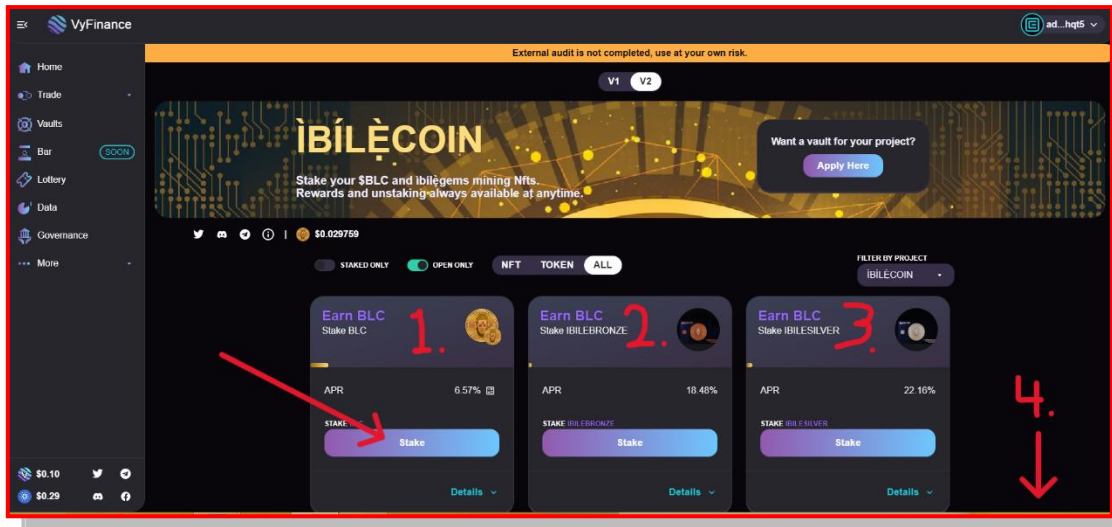 VyFinance
ad...hqt6
External audit is not completed, use at your own risk.
V1 V2
Home
Trade
Vaults
Bar SOON
Lottery
Data
Governance
More
ÌBÍLẸ̀COIN
Stake your $BLC and ibilẹgems mining Nfts.
Rewards and unstaking always available at anytime.
Want a vault for your project?
Apply Here
$0.029759
STAKED ONLY
OPEN ONLY
NFT TOKEN ALL
FILTER BY PROJECT
ÌBÍLẸ̀COIN
Earn BLC
Stake BLC
1.
APR 6.57%
STAKE
Stake
Details
Earn BLC
Stake IBILEBRONZE
2.
APR 18.48%
STAKE IBILEBRONZE
Stake
Details
Earn BLC
Stake IBILESILVER
3.
APR 22.16%
STAKE IBILESILVER
Stake
Details
4.
$0.10
$0.29